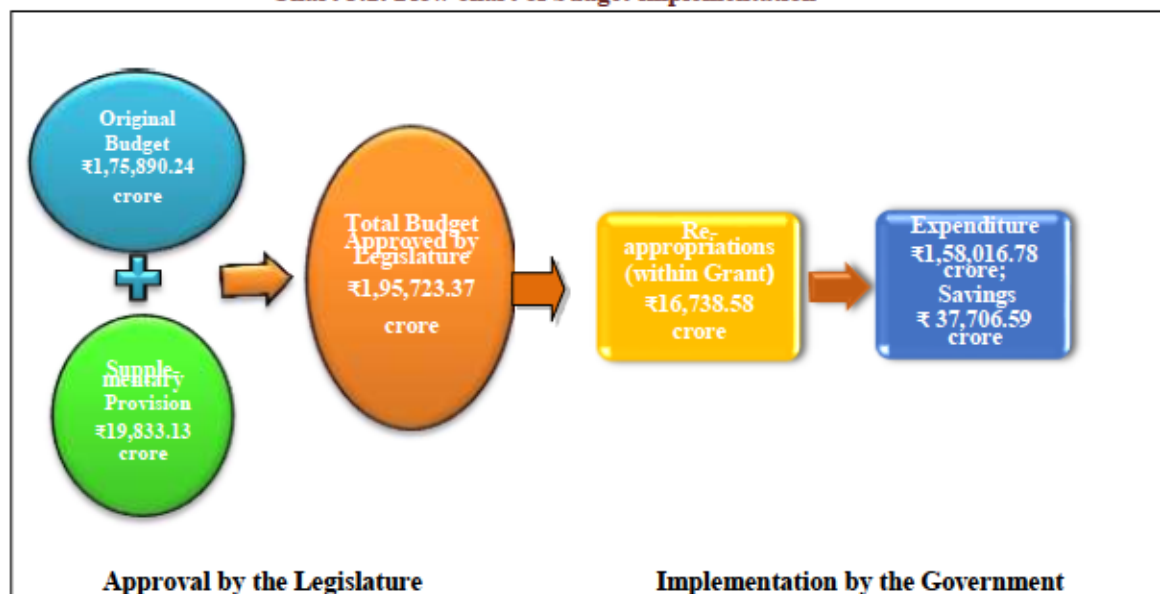 Original
Budget
₹1,75,890.24
crore
Supple-
mentary
Provision
₹19,833.13
crore
Total Budget
Approved by
Legislature
₹1,95,723.37
crore
Re-
appropriations
(within Grant)
₹16,738.58
crore
Expenditure
₹1,58,016.78
crore;
Savings
₹ 37,706.59
crore
Approval by the Legislature
Implementation by the Government